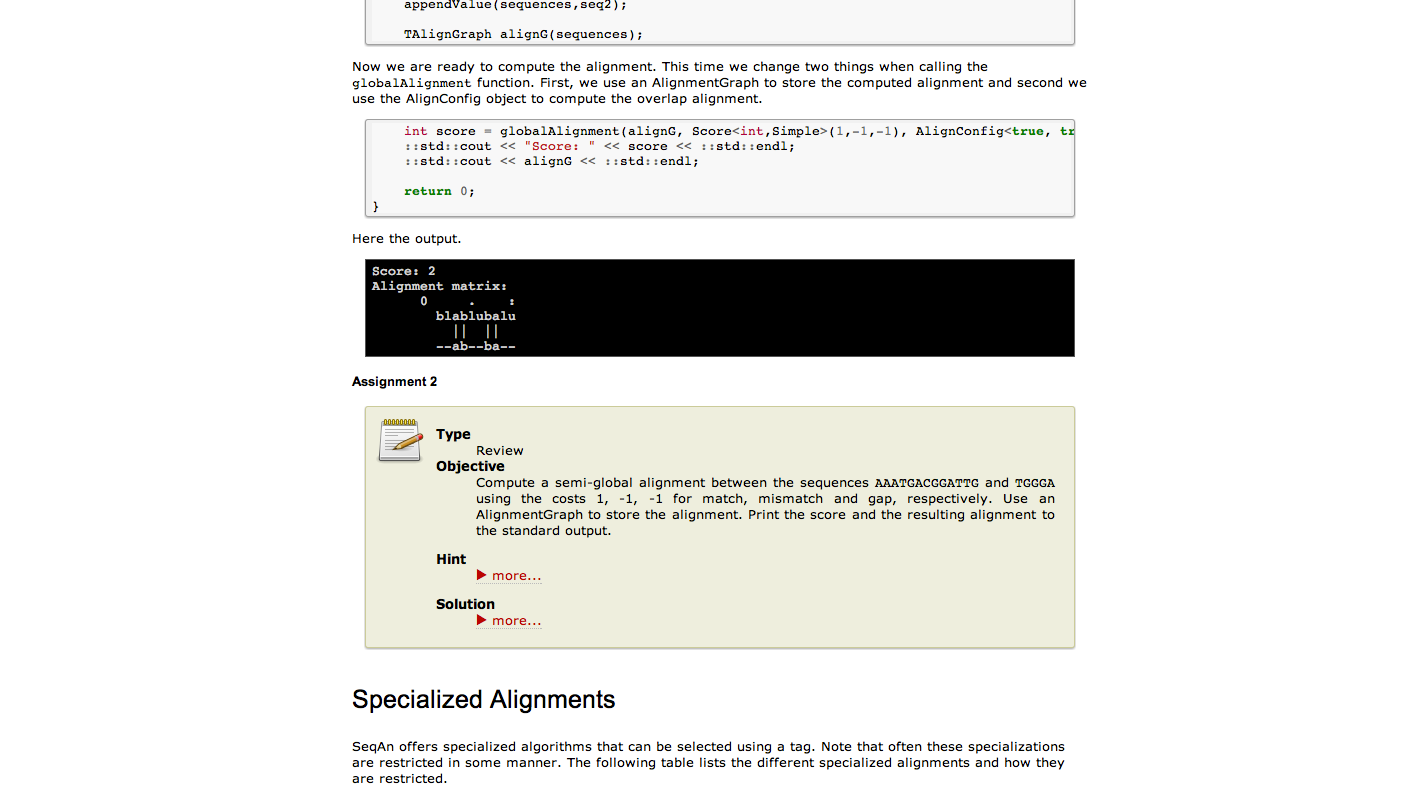 appendValue(sequences,seq2);
    TAlignGraph alignG(sequences);
Now we are ready to compute the alignment. This time we change two things when calling the
globalAlignment function. First, we use an AlignmentGraph to store the computed alignment and second we
use the AlignConfig object to compute the overlap alignment.
    int score = globalAlignment(alignG, Score<int,Simple>(1,-1,-1), AlignConfig<true, tr
    ::std::cout << "Score: " << score << ::std::endl;
    ::std::cout << alignG << ::std::endl;
    return 0;
}
Here the output.
Score: 2
Alignment matrix:
      0     .    :
        blablubalu
          ||  ||
        --ab--ba--
Assignment 2
Type
Review
Objective
Compute a semi-global alignment between the sequences AAATGACGGATTG and TGGGA
using the costs 1, -1, -1 for match, mismatch and gap, respectively. Use an
AlignmentGraph to store the alignment. Print the score and the resulting alignment to
the standard output.
Hint
▶ more...
Solution
▶ more...
Specialized Alignments
SeqAn offers specialized algorithms that can be selected using a tag. Note that often these specializations
are restricted in some manner. The following table lists the different specialized alignments and how they
are restricted.